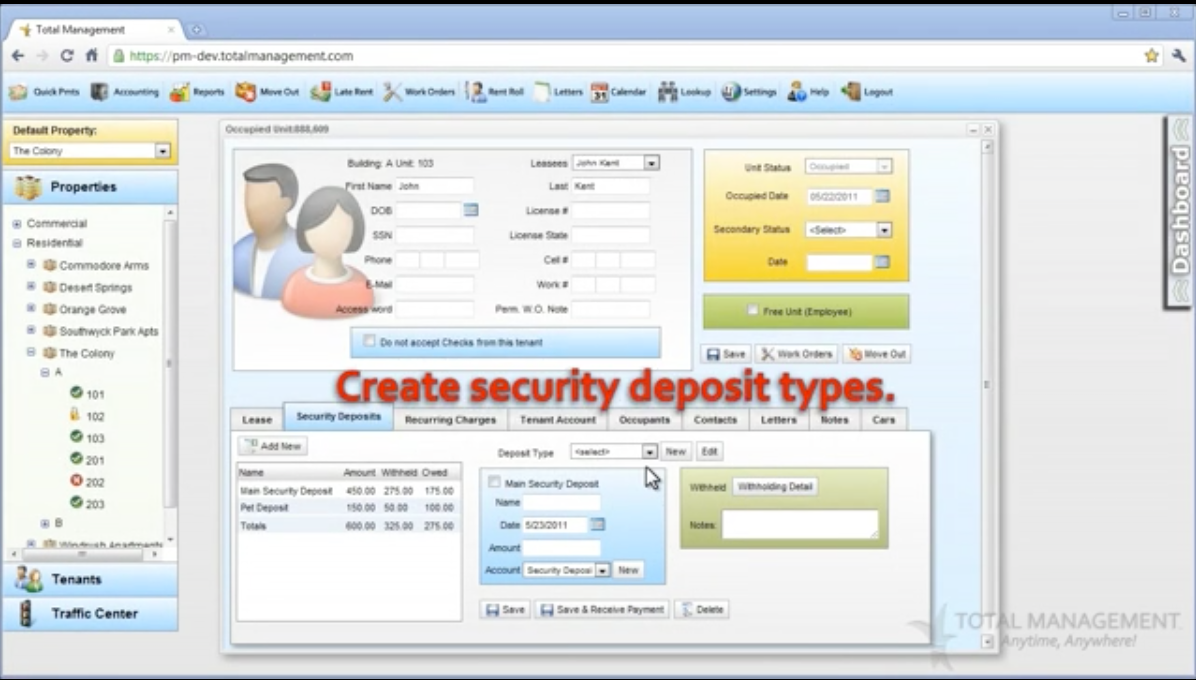 Total Management
https://pm-dev.totalmanagement.com
Quick Pmts Accounting Reports Move Out Late Rent Work Orders Rent Roll Letters 31 Calendar Lookup Settings Help Logout
Default Property:
The Colony
Properties
Commercial
Residential
Commodore Arms
Desert Springs
Orange Grove
Southwyck Park Apts
The Colony
A
101
102
103
201
202
203
B
Windrush Apartments
Tenants
Traffic Center
Occupied Unit:888,609
Building: A Unit: 103 Leasees John Kent
First Name John Last Kent
DOB License #
SSN License State
Phone Cell #
E-Mail Work #
Access word Perm. W.O. Note
Do not accept Checks from this tenant
Unit Status Occupied
Occupied Date 05/22/2011
Secondary Status <Select>
Date
Free Unit (Employee)
Save Work Orders Move Out
Create security deposit types.
Lease Security Deposits Recurring Charges Tenant Account Occupants Contacts Letters Notes Cars
Add New
Name Amount Withheld Owed
Main Security Deposit 450.00 275.00 175.00
Pet Deposit 150.00 50.00 100.00
Totals 600.00 325.00 275.00
Deposit Type <select> New Edit
Main Security Deposit
Name
Date 5/23/2011
Amount
Account Security Deposi New
Withheld Withholding Detail
Notes:
Save Save & Receive Payment Delete
Dashboard
TOTAL MANAGEMENT.
Anytime, Anywhere!